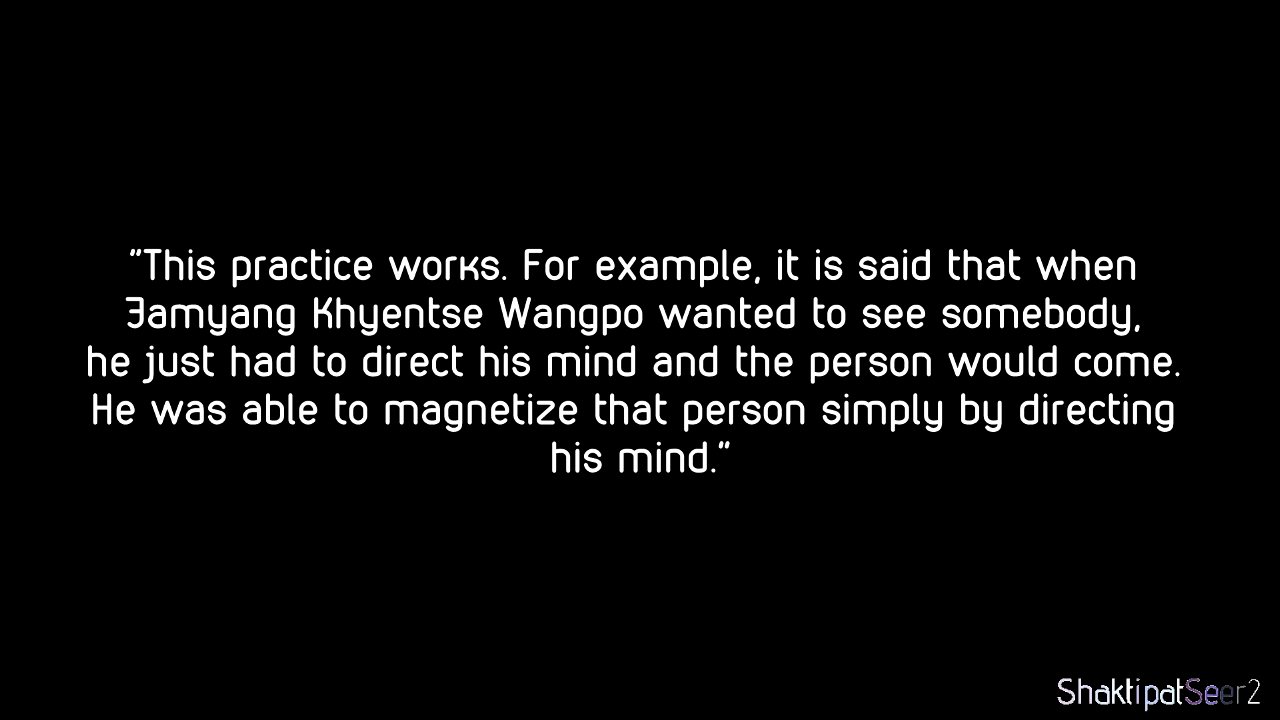 "This practice works. For example, it is said that when
Jamyang Khyentse Wangpo wanted to see somebody,
he just had to direct his mind and the person would come.
He was able to magnetize that person simply by directing
his mind."
ShaktipatSeer2